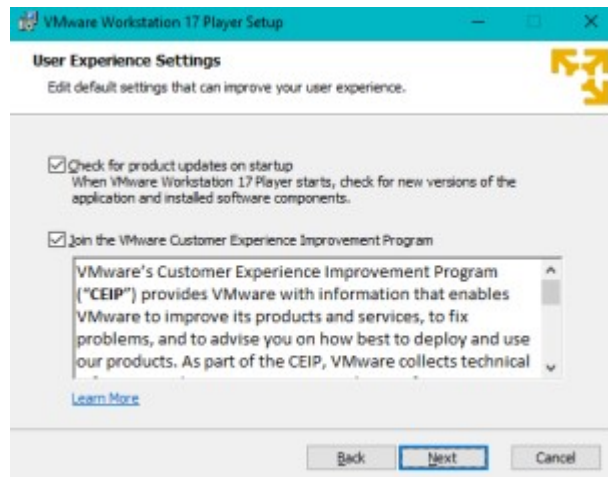 VMware Workstation 17 Player Setup
User Experience Settings
Edit default settings that can improve your user experience.
Check for product updates on startup
When VMware Workstation 17 Player starts, check for new versions of the
application and installed software components.
Join the VMware Customer Experience Improvement Program
VMware's Customer Experience Improvement Program
("CEIP") provides VMware with information that enables
VMware to improve its products and services, to fix
problems, and to advise you on how best to deploy and use
our products. As part of the CEIP, VMware collects technical
Learn More
Back Next Cancel